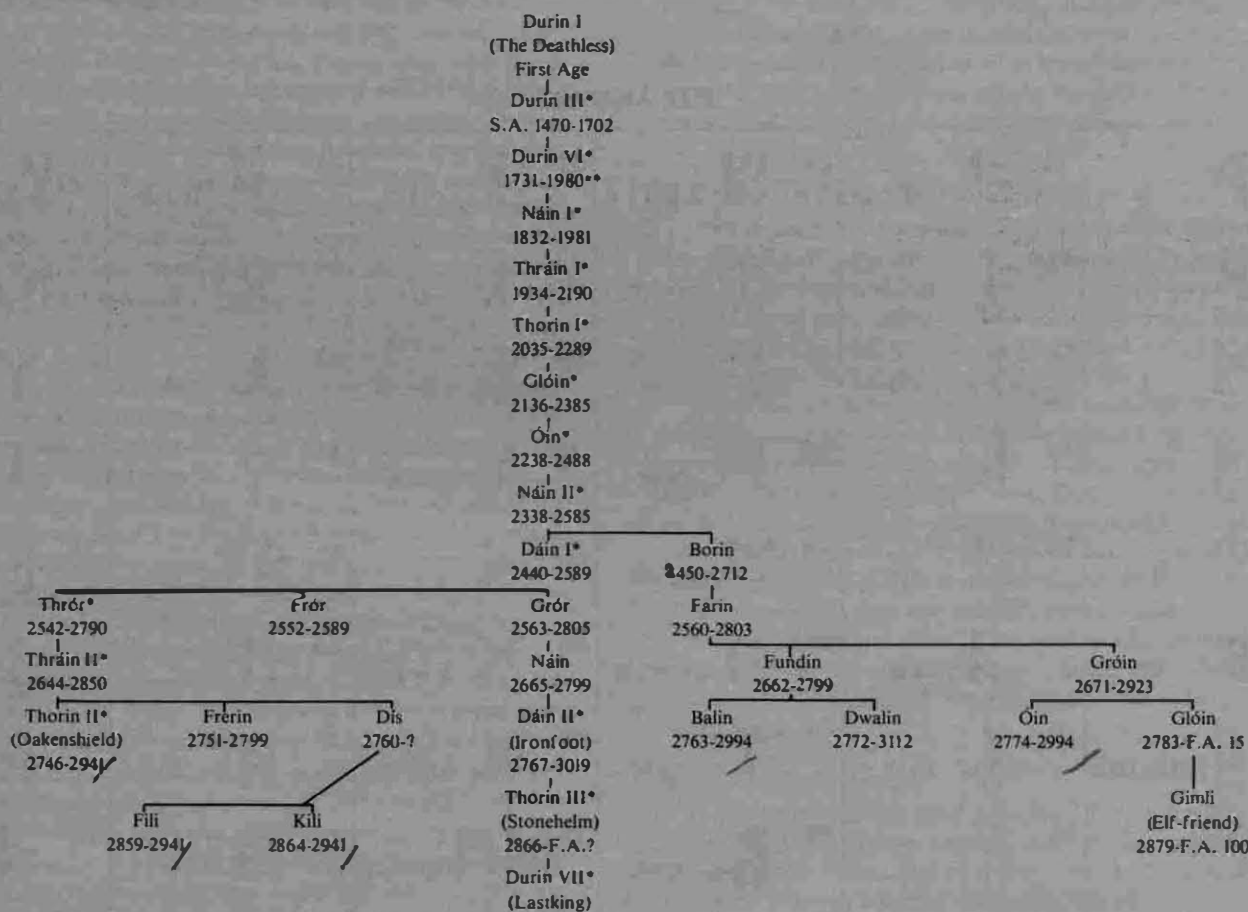 Durin I
(The Deathless)
First Age
Durin III*
S.A. 1470-1702
Durin VI*
1731-1980**
Náin I*
1832-1981
Thráin I*
1934-2190
Thorin I*
2035-2289
Glóin*
2136-2385
Óin*
2238-2488
Náin II*
2338-2585
Dáin I* Borin
2440-2589 2450-2712
Thrór* Frór Grór Farin
2542-2790 2552-2589 2563-2805 2560-2803
Thráin II* Náin Fundin Gróin
2644-2850 2665-2799 2662-2799 2671-2923
Thorin II* Frérin Dis Dáin II* Balin Dwalin Óin Glóin
(Oakenshield) 2751-2799 2760-? (Ironfoot) 2763-2994 2772-3112 2774-2994 2783-F.A. 15
2746-2941 2767-3019
Fili Kili Thorin III* Gimli
2859-2941 2864-2941 (Stonehelm) (Elf-friend)
2866-F.A.? 2879-F.A. 100
Durin VII*
(Lastking)